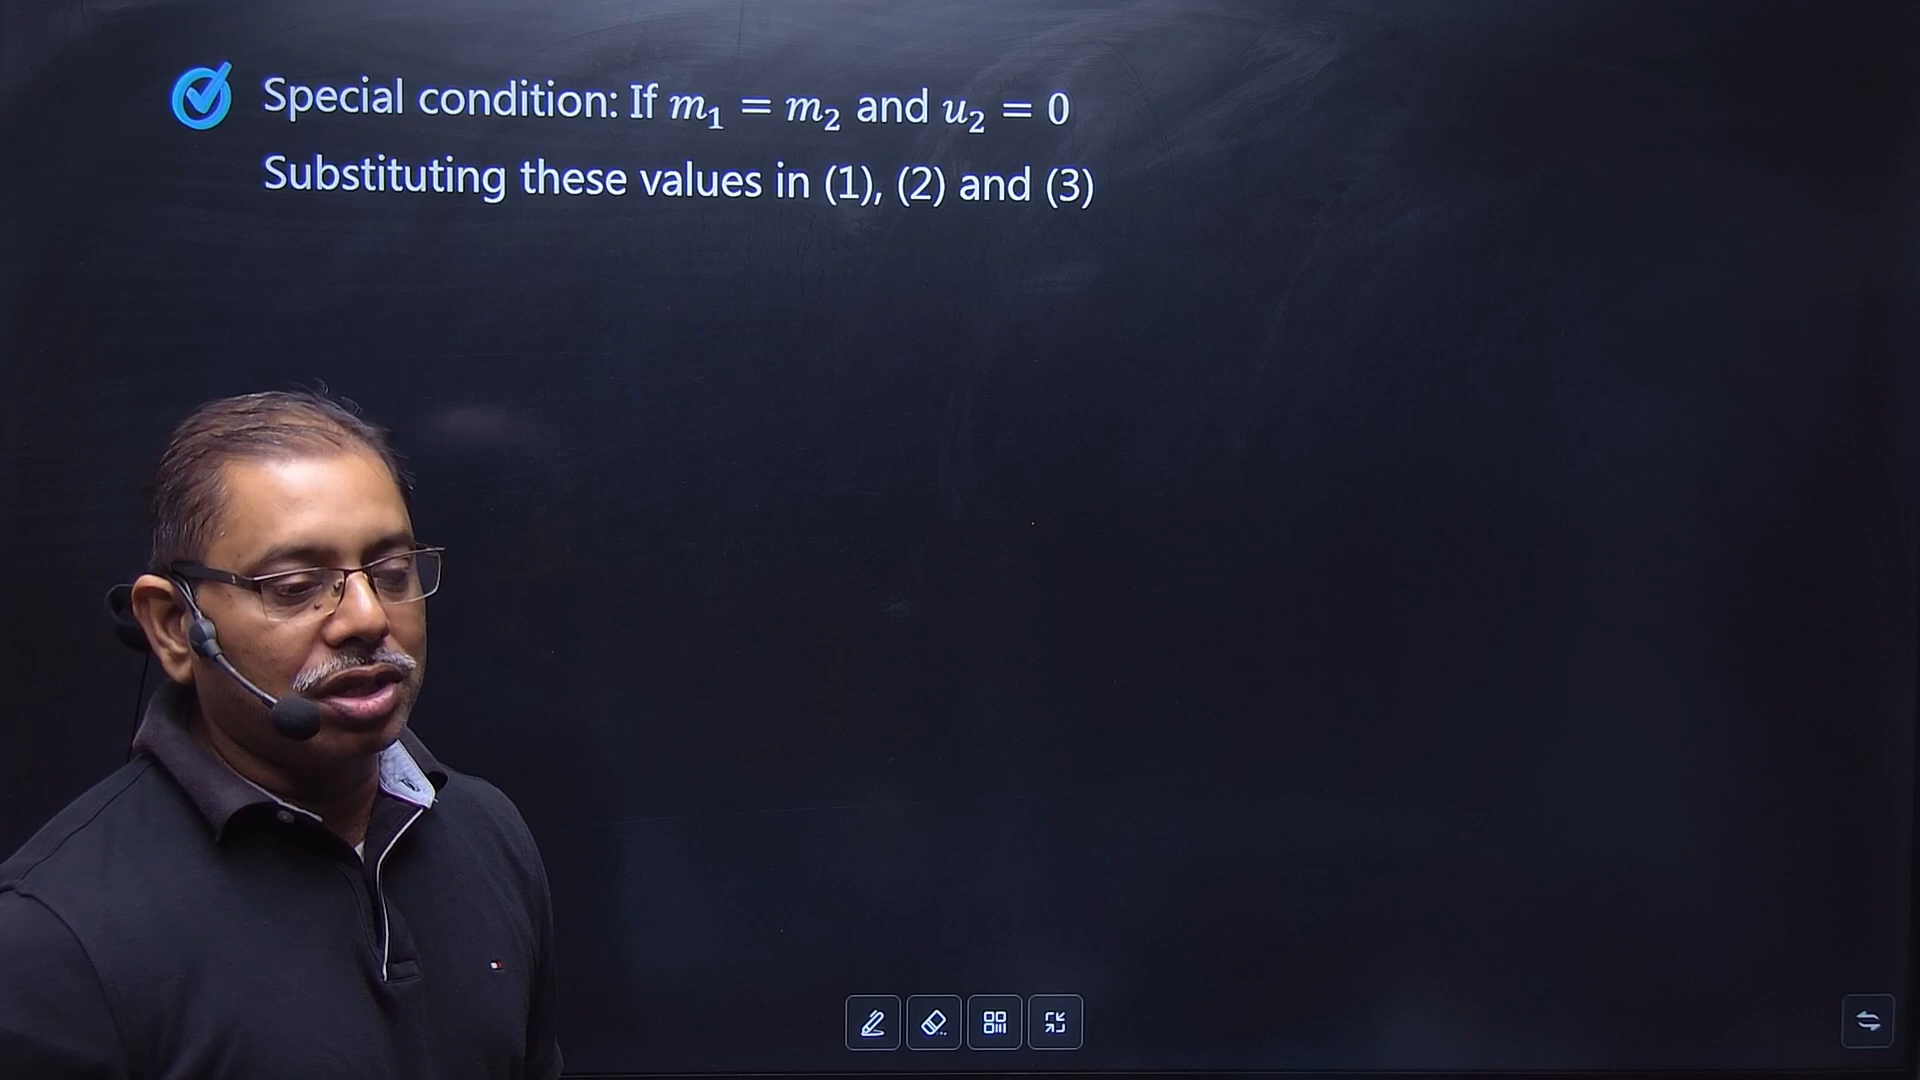 Special condition: If m₁ = m₂ and u₂ = 0
Substituting these values in (1), (2) and (3)